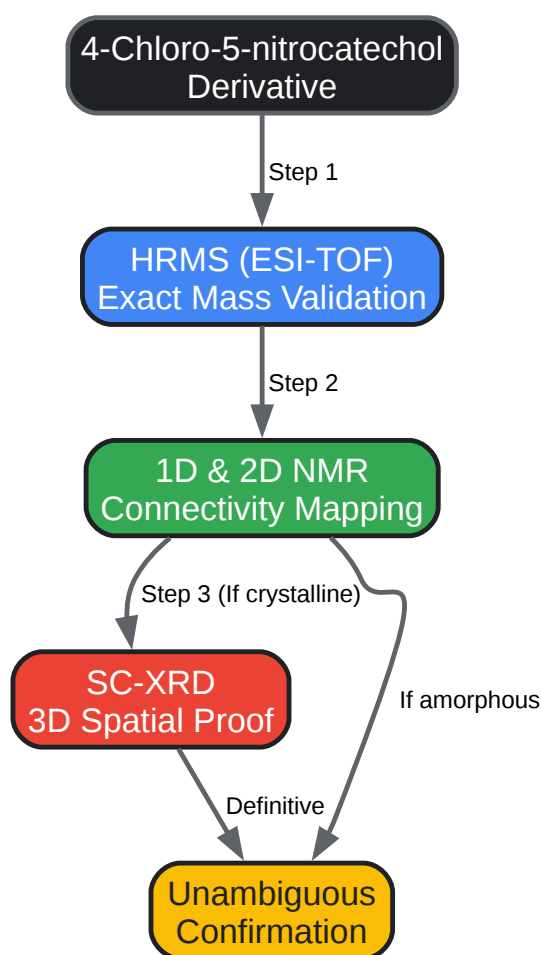 4-Chloro-5-nitrocatechol
Derivative
Step 1
HRMS (ESI-TOF)
Exact Mass Validation
Step 2
1D & 2D NMR
Connectivity Mapping
Step 3 (If crystalline)
SC-XRD
3D Spatial Proof
If amorphous
Definitive
Unambiguous
Confirmation